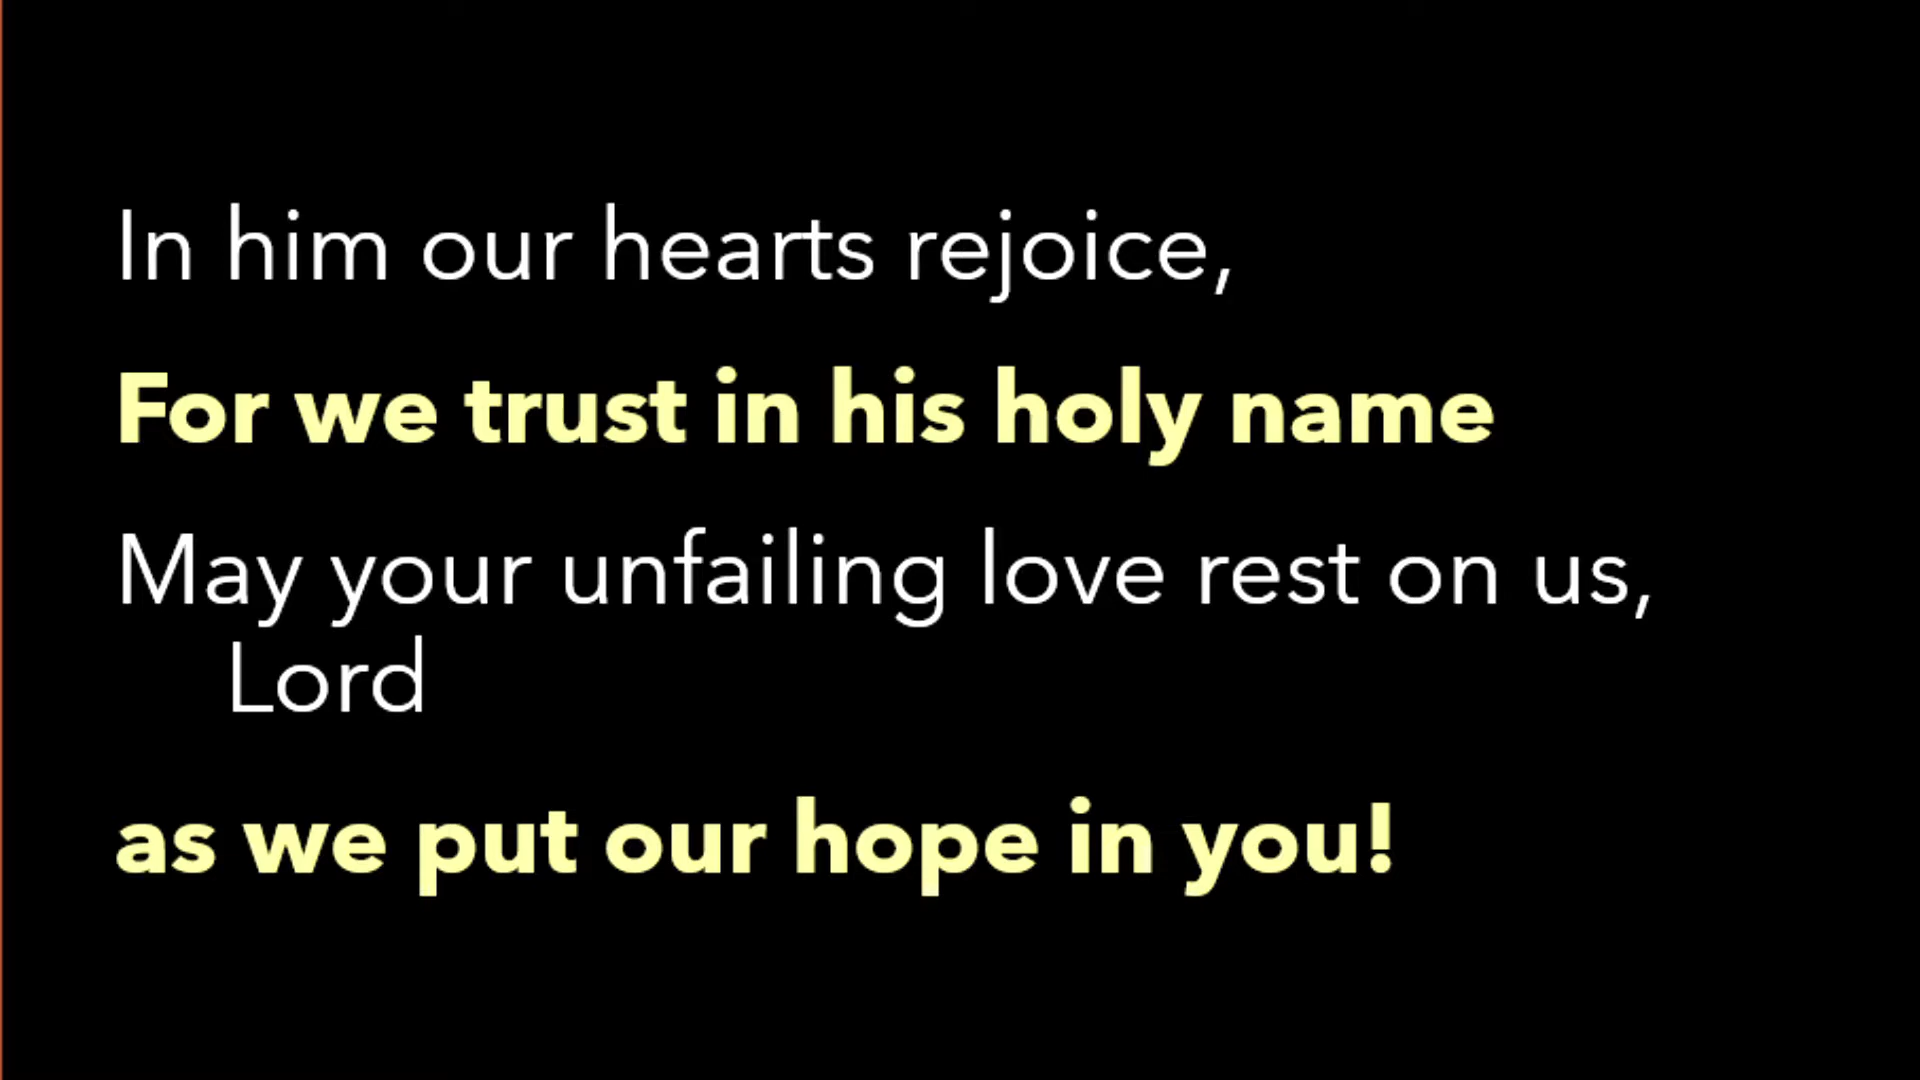 In him our hearts rejoice,
For we trust in his holy name
May your unfailing love rest on us,
Lord
as we put our hope in you!